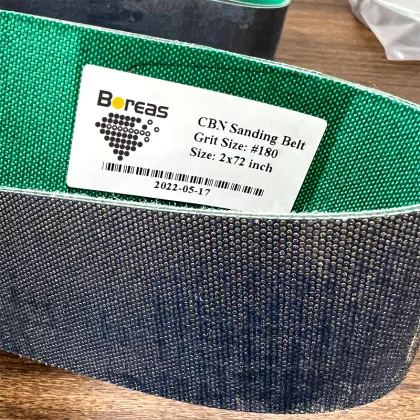 Boreas
CBN Sanding Belt
Grit Size: #180
Size: 2x72 inch
2022-05-17